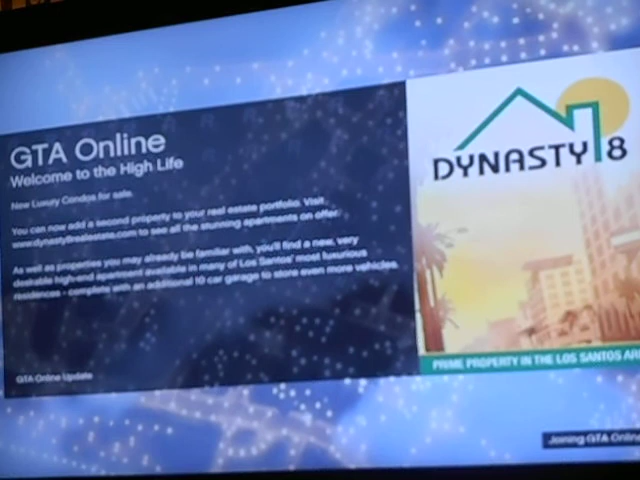 GTA Online
Welcome to the High Life
New Luxury Condos for sale.
You can now add a second property to your real estate portfolio. Visit
www.dynasty8realestate.com to see all the stunning apartments on offer.
As well as properties you may already be familiar with, you'll find a new, very
desirable high-end apartment available in many of Los Santos' most luxurious
residences - complete with an additional 10 car garage to store even more vehicles.
GTA Online Update
DYNASTY 8
PRIME PROPERTY IN THE LOS SANTOS AR
Joining GTA Online